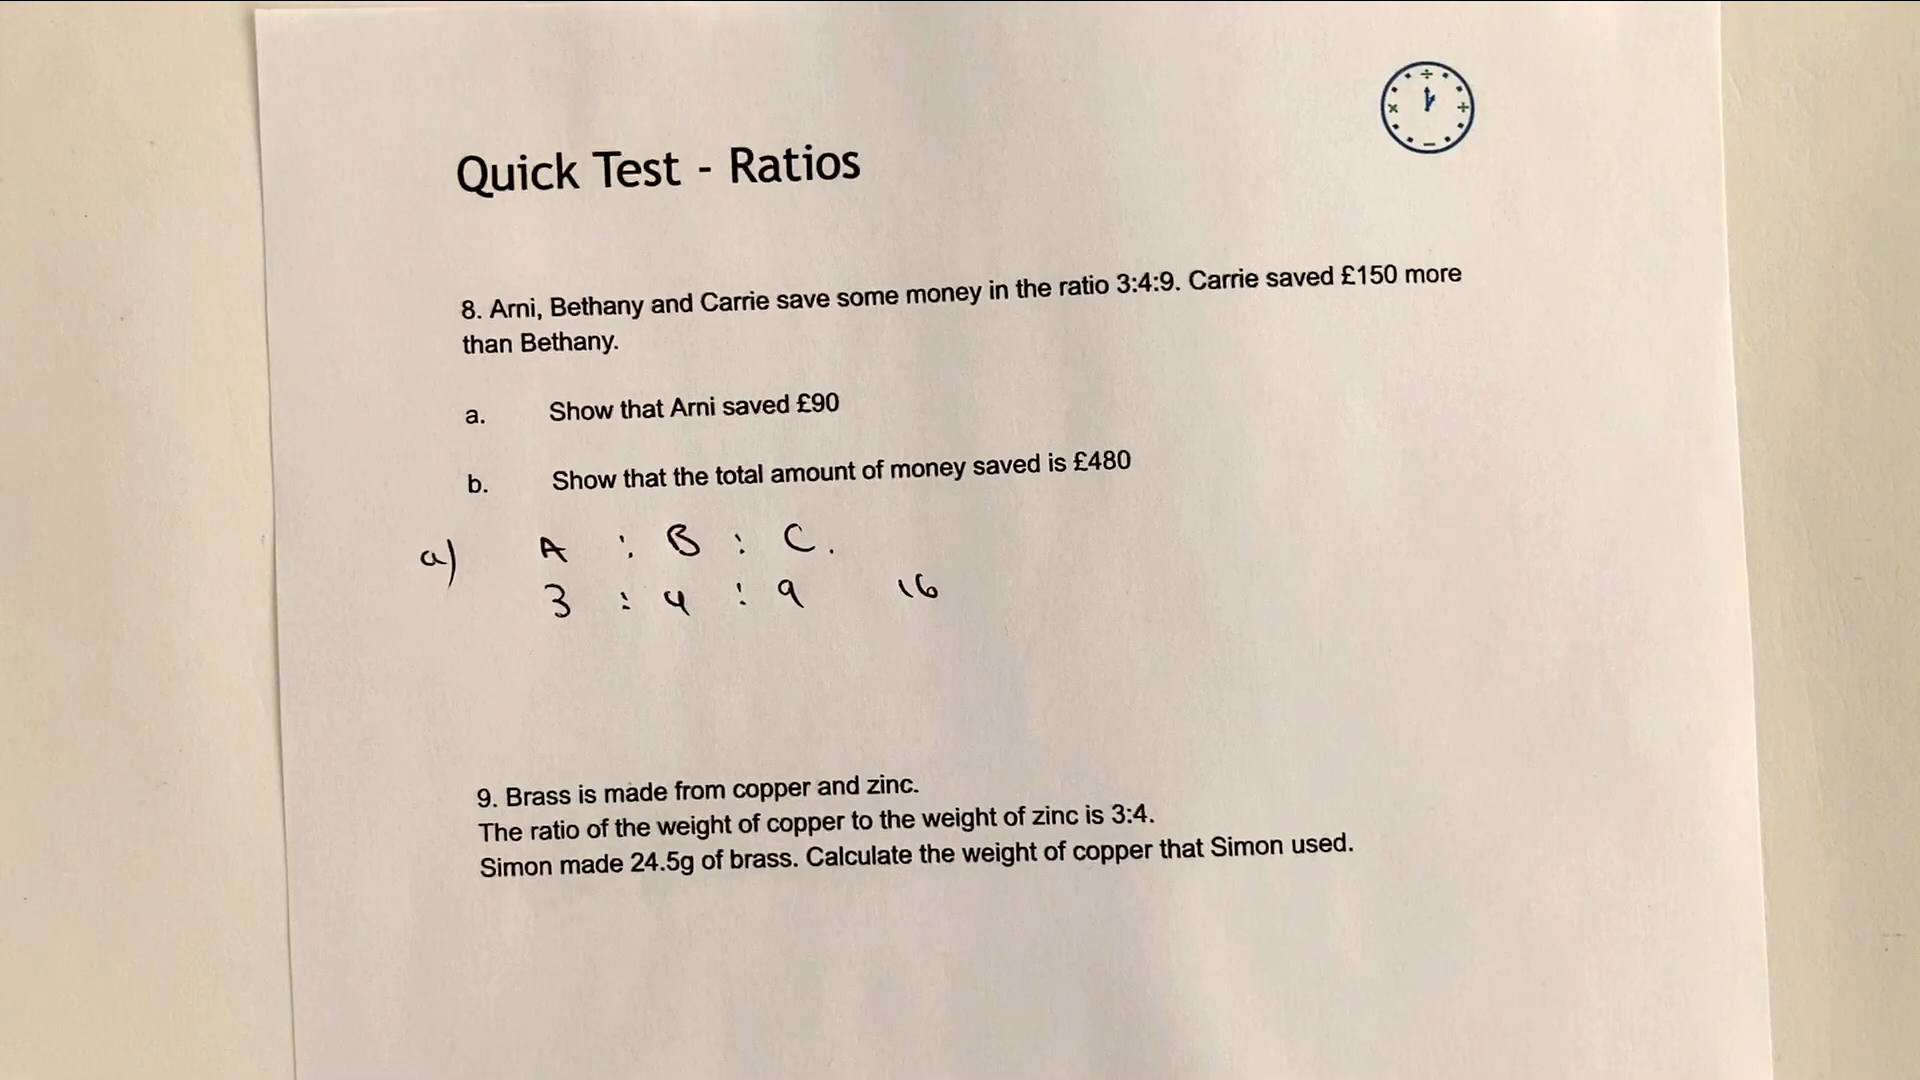 Quick Test - Ratios
8. Arni, Bethany and Carrie save some money in the ratio 3:4:9. Carrie saved £150 more
than Bethany.
a. Show that Arni saved £90
b. Show that the total amount of money saved is £480
a) A : B : C.
3 : 4 : 9 16
9. Brass is made from copper and zinc.
The ratio of the weight of copper to the weight of zinc is 3:4.
Simon made 24.5g of brass. Calculate the weight of copper that Simon used.